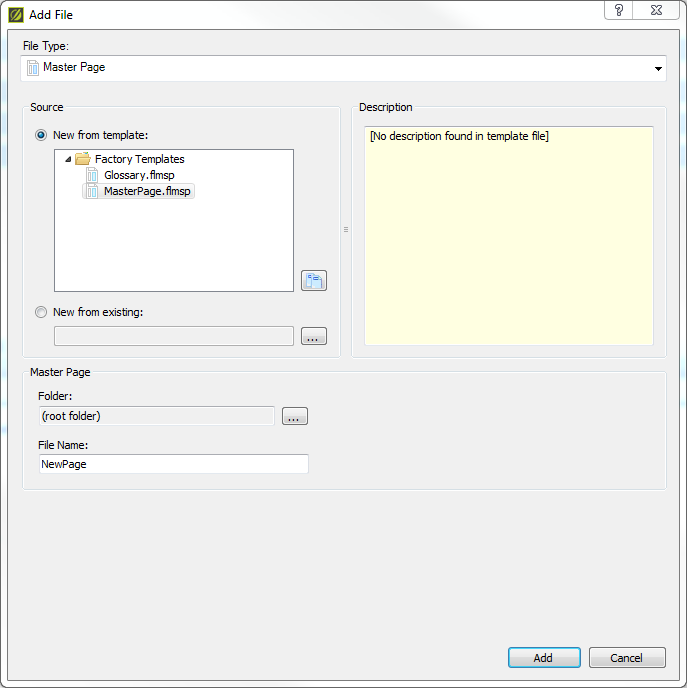 Add File
File Type:
Master Page
Source
New from template:
Factory Templates
Glossary.flmsp
MasterPage.flmsp
New from existing:
...
Description
[No description found in template file]
Master Page
Folder:
(root folder)
...
File Name:
NewPage
Add
Cancel